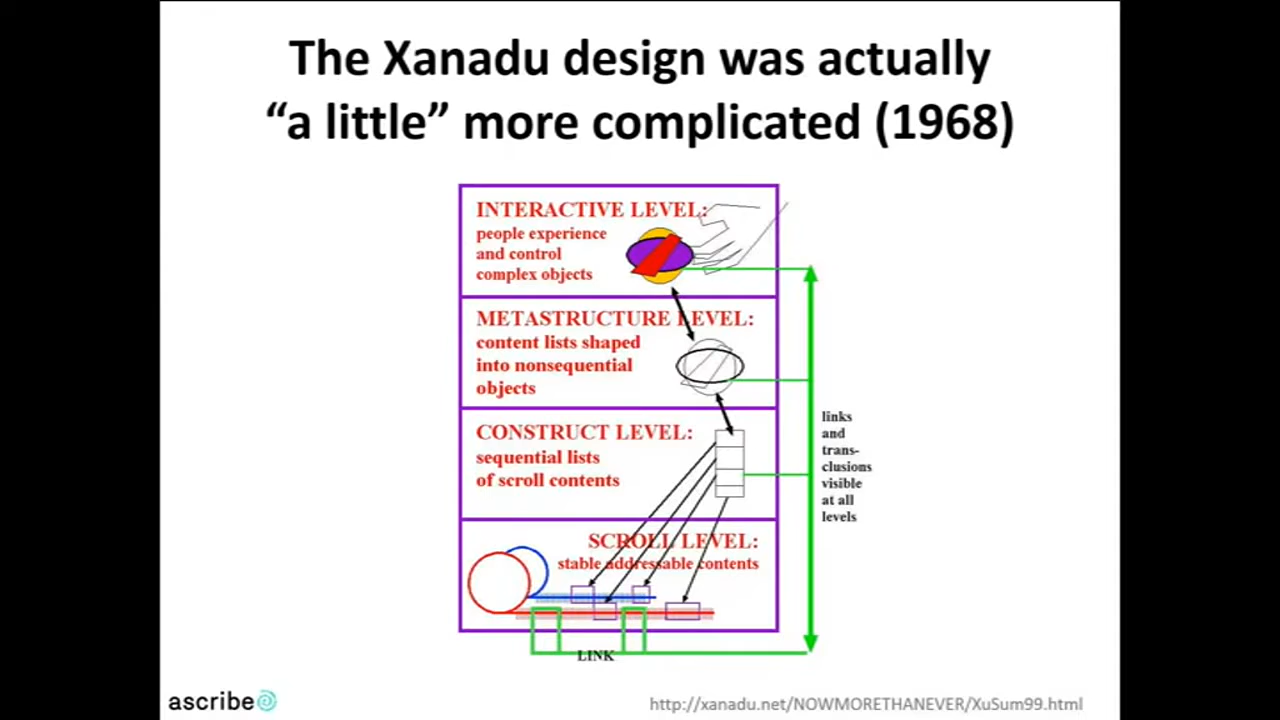 The Xanadu design was actually
“a little” more complicated (1968)
INTERACTIVE LEVEL:
people experience
and control
complex objects
METASTRUCTURE LEVEL:
content lists shaped
into nonsequential
objects
CONSTRUCT LEVEL:
sequential lists
of scroll contents
SCROLL LEVEL:
stable addressable contents
LINK
links
and
trans-
clusions
visible
at all
levels
ascribe
http://xanadu.net/NOWMORETHANEVER/XuSum99.html